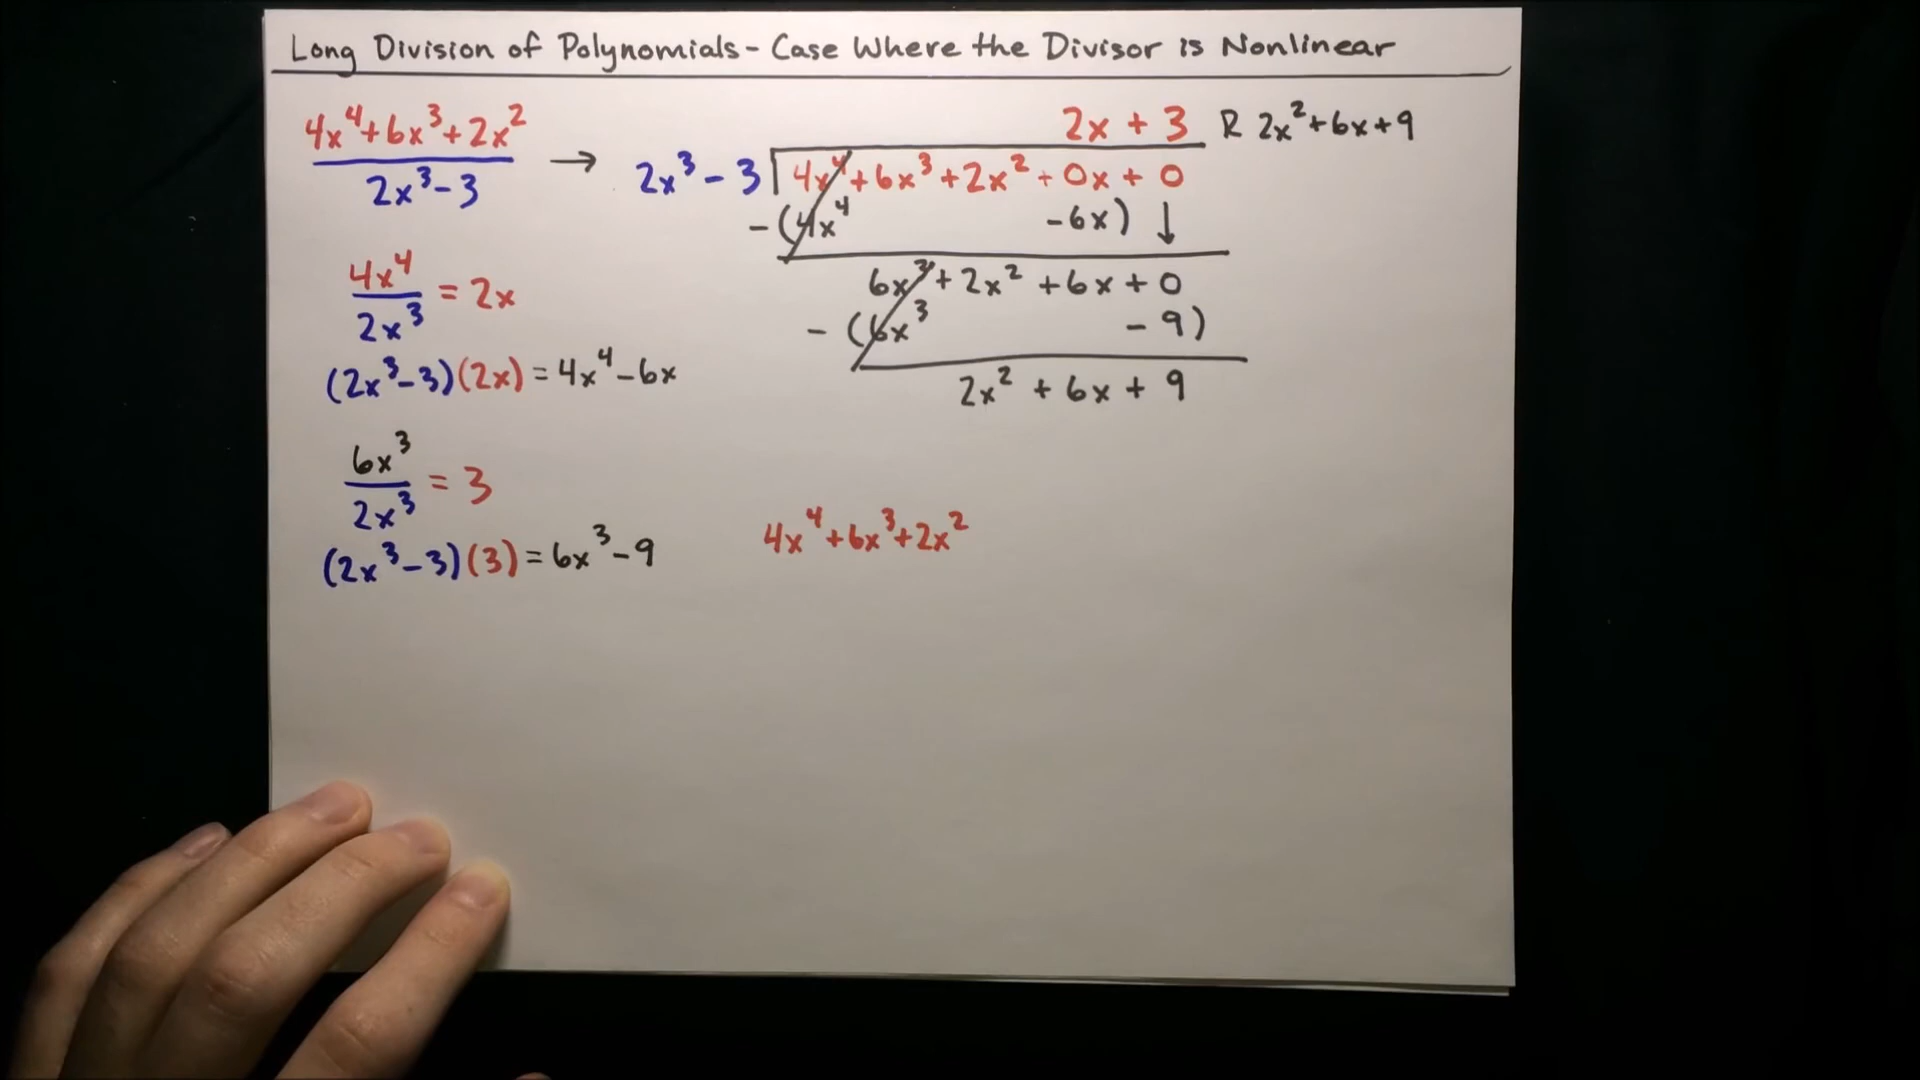 Long Division of Polynomials - Case Where the Divisor is Nonlinear
4x⁴+6x³+2x²
2x³-3
→
2x + 3 R 2x²+6x+9
2x³-3 4x⁴+6x³+2x²+0x+0
-(4x⁴ -6x) ↓
6x³+2x²+6x+0
-(6x³ -9)
2x²+6x+9
4x⁴
2x³
=2x
(2x³-3)(2x)=4x⁴-6x
6x³
2x³
=3
(2x³-3)(3)=6x³-9
4x⁴+6x³+2x²